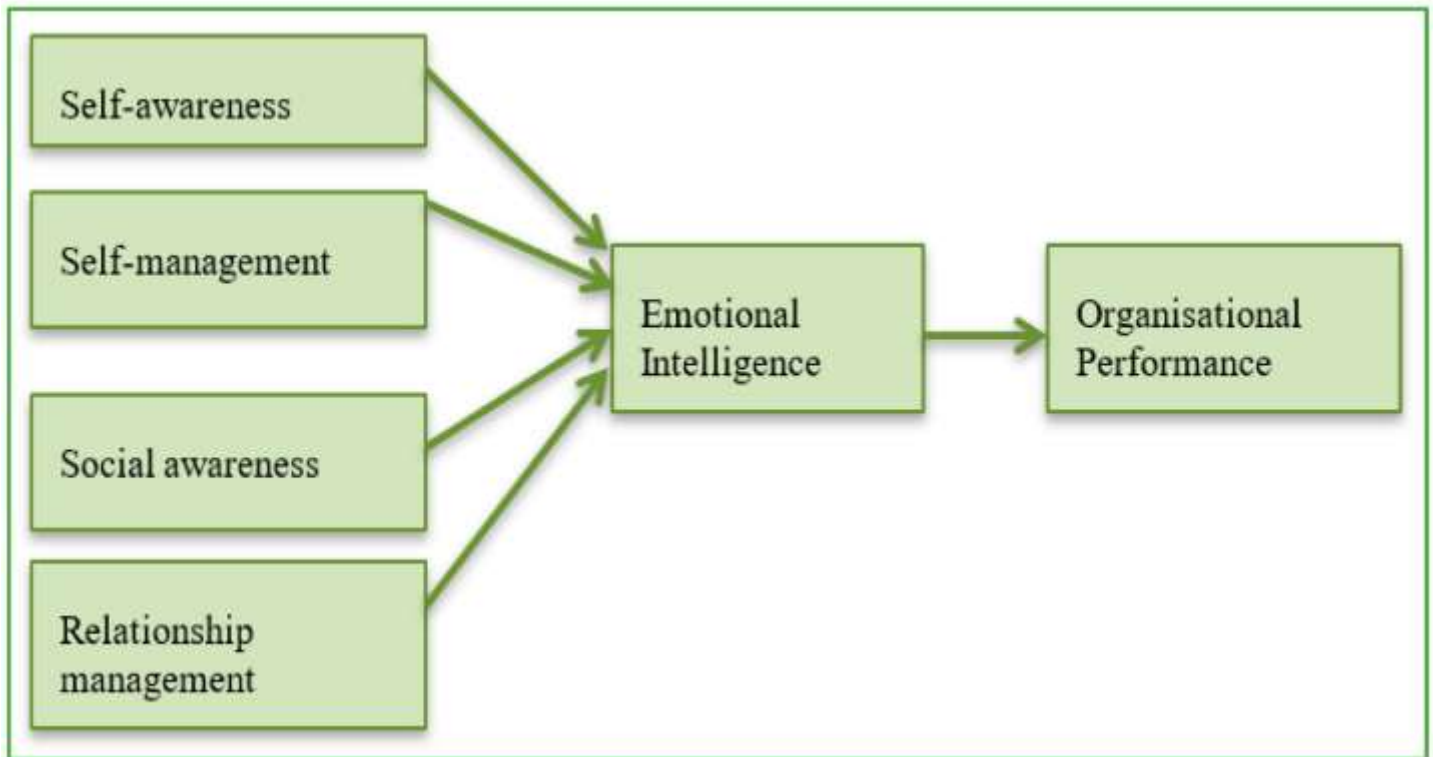 Self-awareness
Self-management
Social awareness
Relationship
management
Emotional
Intelligence
Organisational
Performance